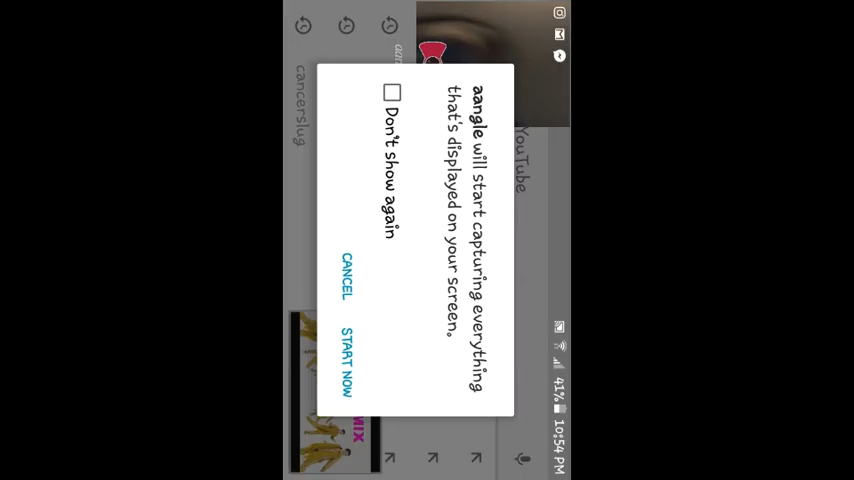 41% 10:54 PM
YouTube
aangle will start capturing everything
that's displayed on your screen.
Don't show again
CANCEL START NOW
cancerslug
MIX